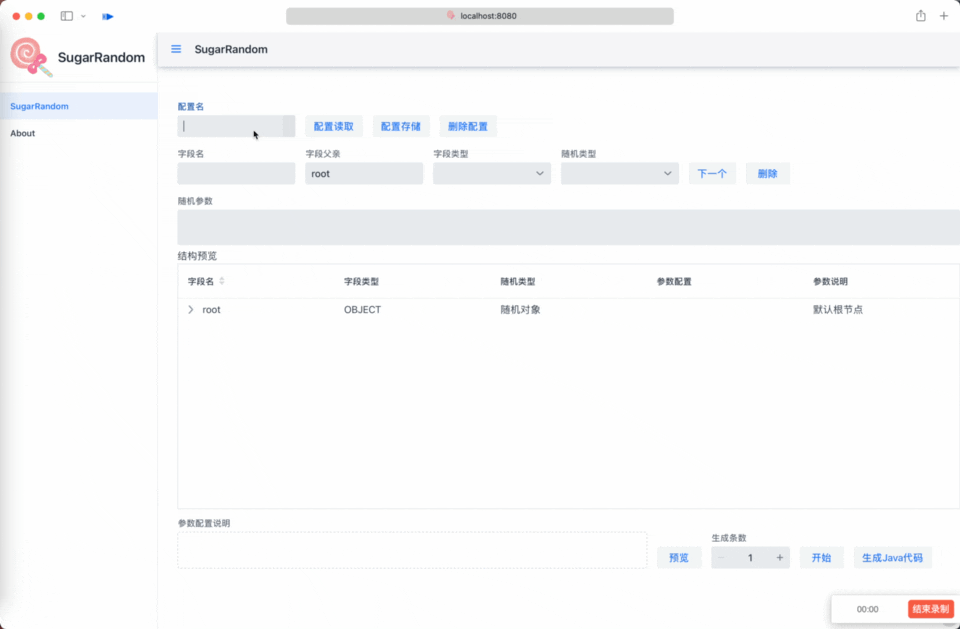 localhost:8080
SugarRandom
SugarRandom
SugarRandom
About
配置名
配置读取 配置存储 删除配置
字段名 字段父亲 字段类型 随机类型
root 下一个 删除
随机参数
结构预览
字段名 字段类型 随机类型 参数配置 参数说明
root OBJECT 随机对象 默认根节点
参数配置说明
生成条数
预览 1 + 开始 生成Java代码
00:00 结束录制